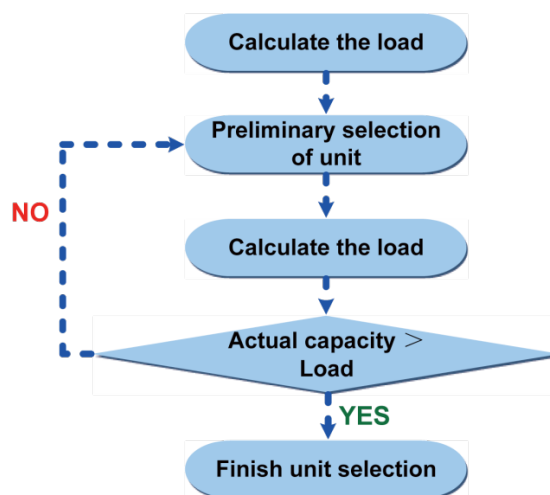 Calculate the load
Preliminary selection
of unit
NO
Calculate the load
Actual capacity >
Load
YES
Finish unit selection